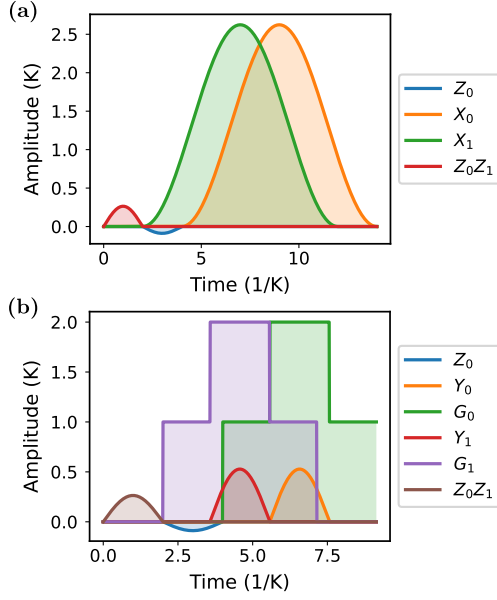 (a)
Amplitude (K)
2.5
2.0
1.5
1.0
0.5
0.0
0 5 10
Time (1/K)
Z₀
X₀
X₁
Z₀Z₁
(b)
Amplitude (K)
2.0
1.5
1.0
0.5
0.0
0.0 2.5 5.0 7.5
Time (1/K)
Z₀
Y₀
G₀
Y₁
G₁
Z₀Z₁